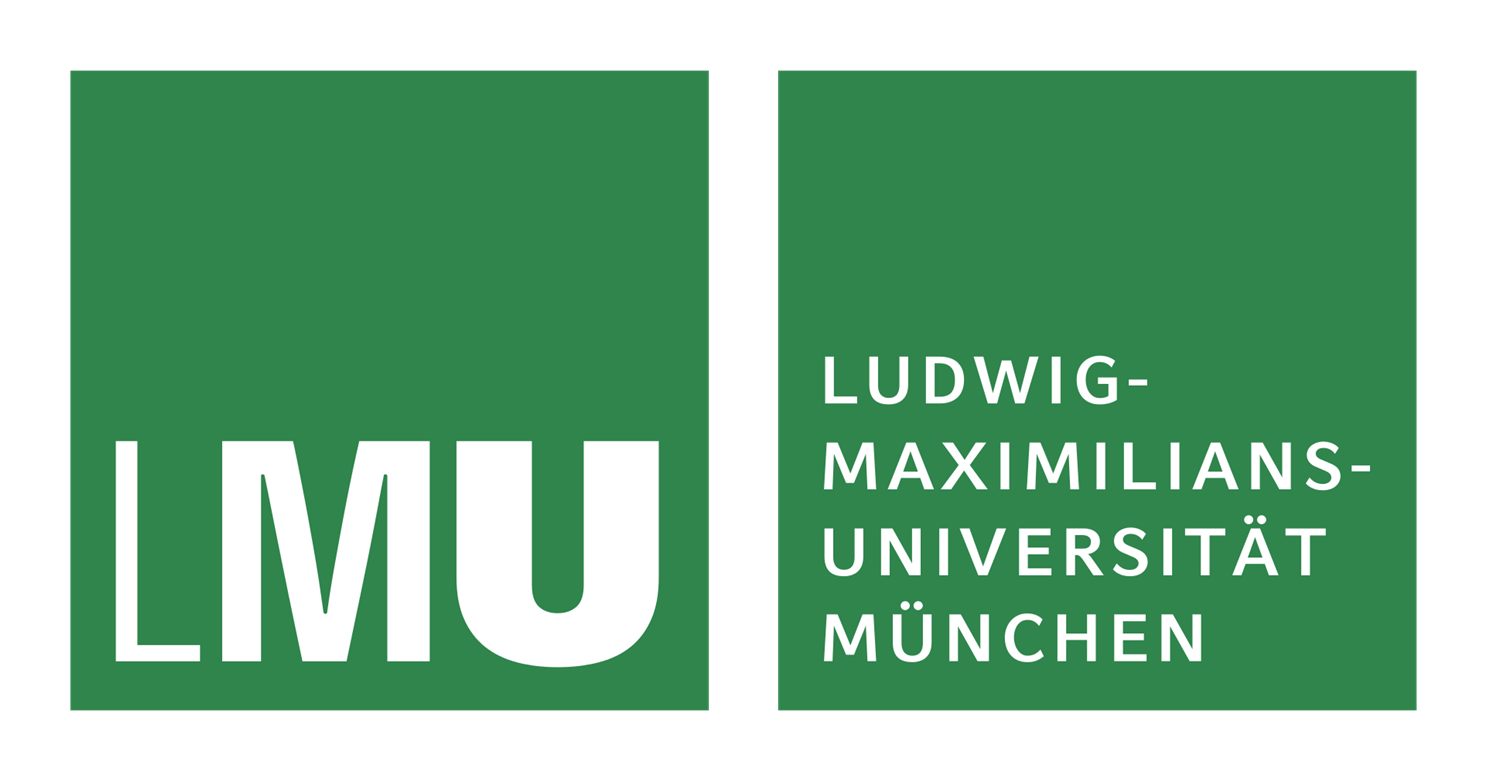 LMU
LUDWIG-
MAXIMILIANS-
UNIVERSITÄT
MÜNCHEN